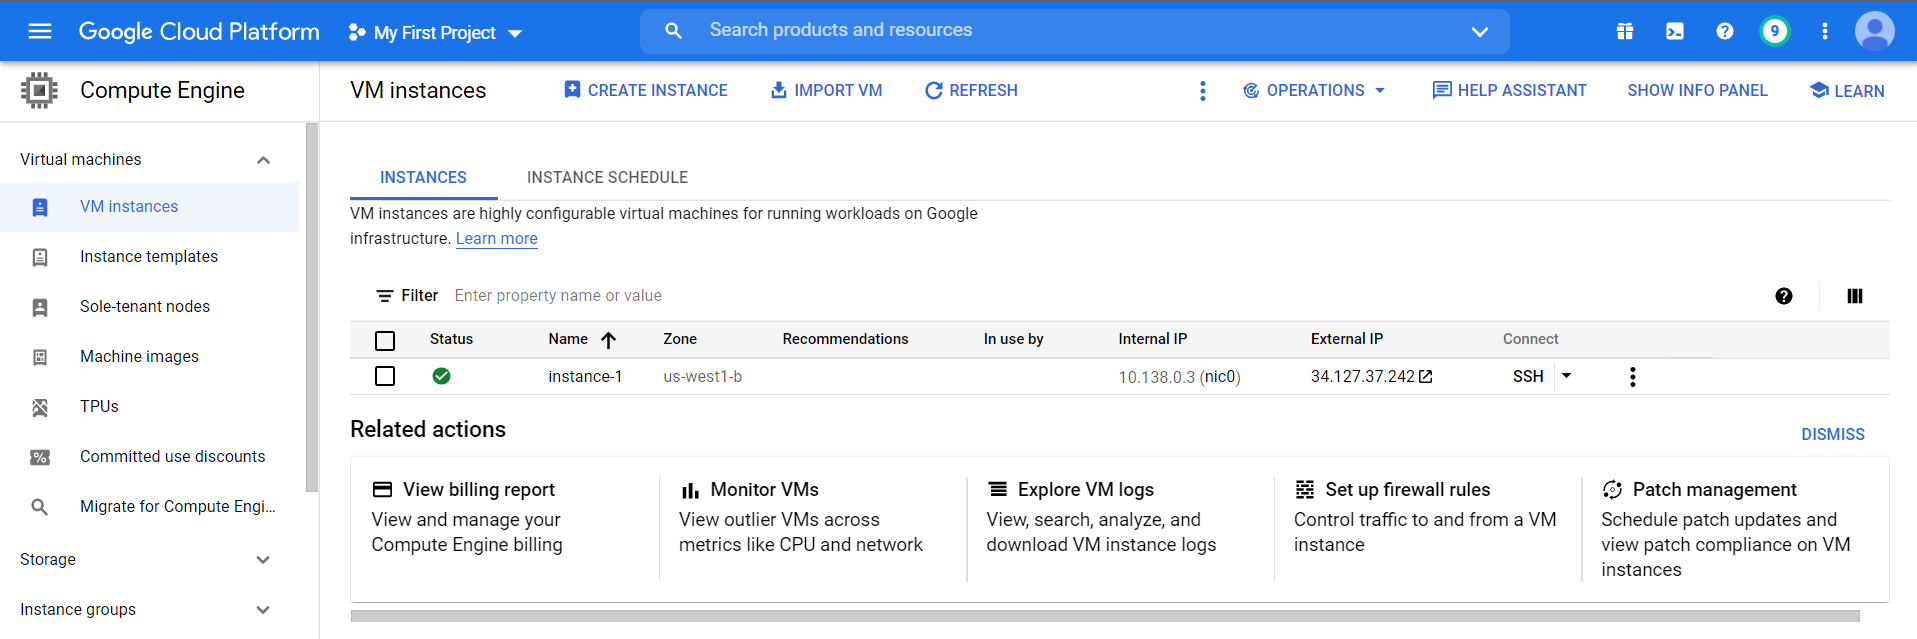 Google Cloud Platform
My First Project
Search products and resources
9
Compute Engine
VM instances
CREATE INSTANCE
IMPORT VM
REFRESH
OPERATIONS
HELP ASSISTANT
SHOW INFO PANEL
LEARN
Virtual machines
VM instances
Instance templates
Sole-tenant nodes
Machine images
TPUs
Committed use discounts
Migrate for Compute Engi...
Storage
Instance groups
INSTANCES
INSTANCE SCHEDULE
VM instances are highly configurable virtual machines for running workloads on Google
infrastructure. Learn more
Filter Enter property name or value
Status Name Zone Recommendations In use by Internal IP External IP Connect
instance-1 us-west1-b 10.138.0.3 (nic0) 34.127.37.242 SSH
Related actions
DISMISS
View billing report
View and manage your
Compute Engine billing
Monitor VMs
View outlier VMs across
metrics like CPU and network
Explore VM logs
View, search, analyze, and
download VM instance logs
Set up firewall rules
Control traffic to and from a VM
instance
Patch management
Schedule patch updates and
view patch compliance on VM
instances